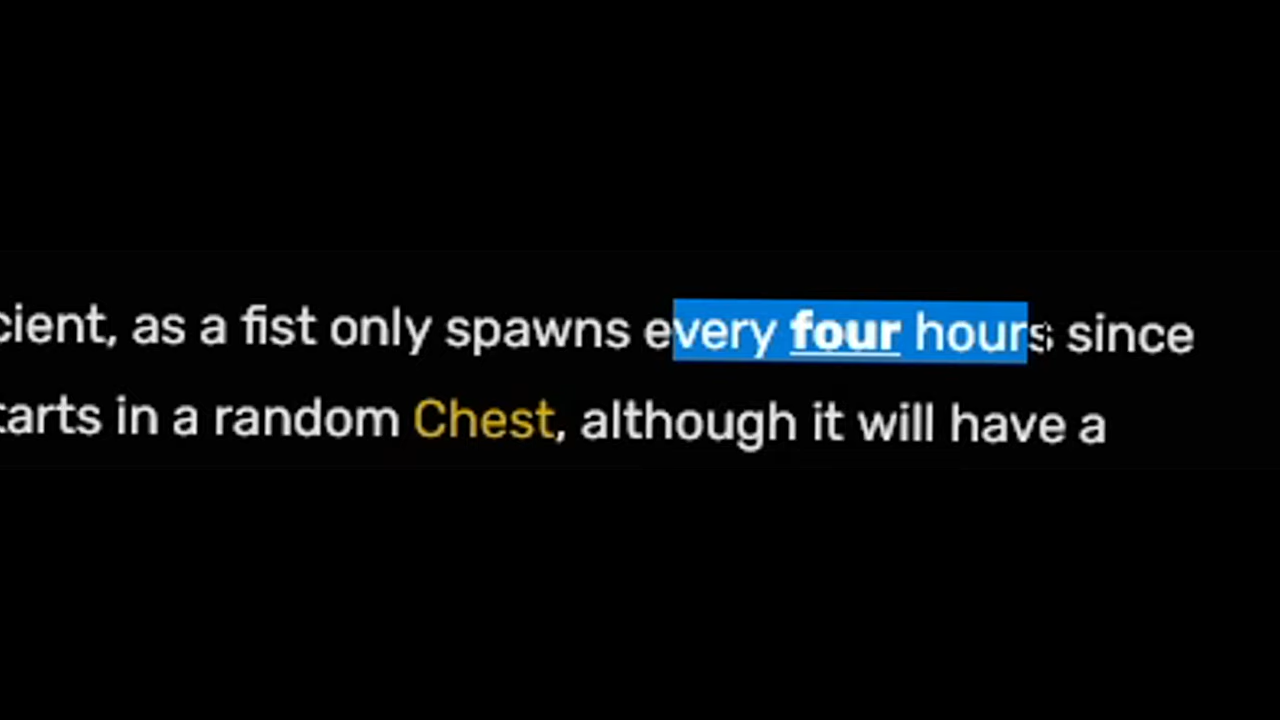 cient, as a fist only spawns every four hours since
tarts in a random Chest, although it will have a